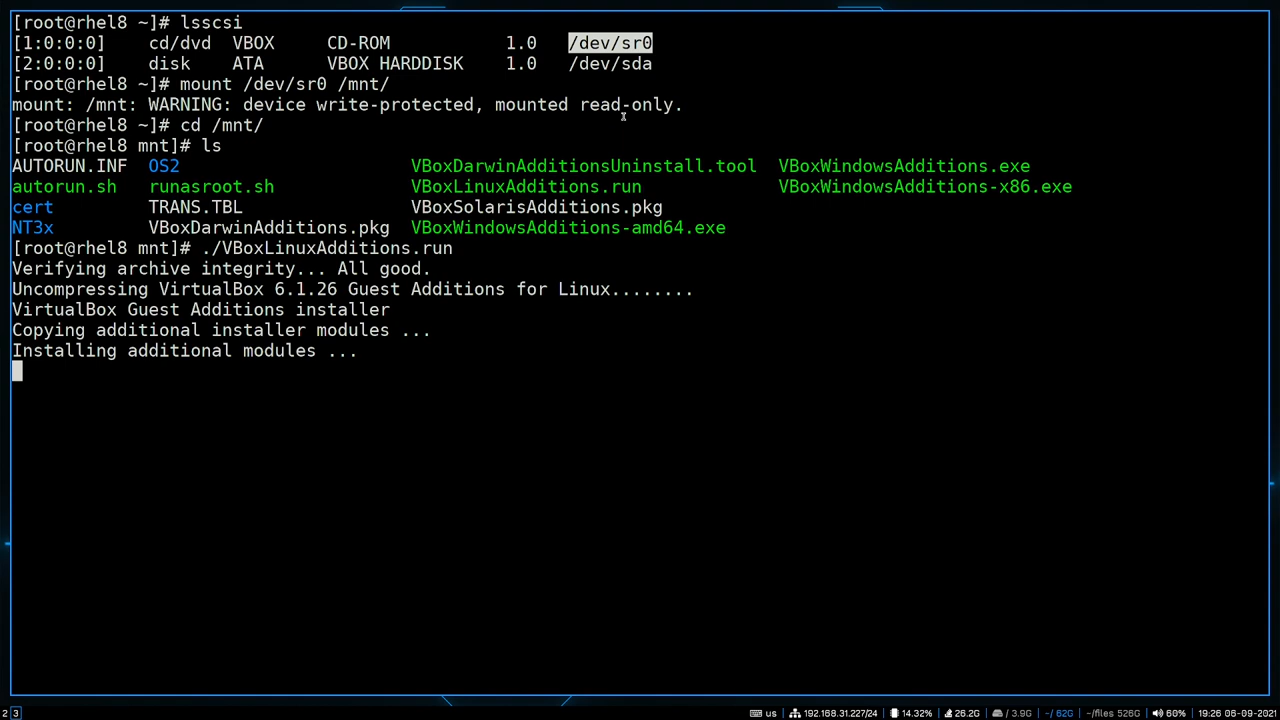 [root@rhel8 ~]# lsscsi
[1:0:0:0]    cd/dvd  VBOX     CD-ROM           1.0   /dev/sr0
[2:0:0:0]    disk    ATA      VBOX HARDDISK    1.0   /dev/sda
[root@rhel8 ~]# mount /dev/sr0 /mnt/
mount: /mnt: WARNING: device write-protected, mounted read-only.
[root@rhel8 ~]# cd /mnt/
[root@rhel8 mnt]# ls
AUTORUN.INF  OS2                      VBoxDarwinAdditionsUninstall.tool  VBoxWindowsAdditions.exe
autorun.sh   runasroot.sh             VBoxLinuxAdditions.run             VBoxWindowsAdditions-x86.exe
cert         TRANS.TBL                VBoxSolarisAdditions.pkg
NT3x         VBoxDarwinAdditions.pkg  VBoxWindowsAdditions-amd64.exe
[root@rhel8 mnt]# ./VBoxLinuxAdditions.run
Verifying archive integrity... All good.
Uncompressing VirtualBox 6.1.26 Guest Additions for Linux........
VirtualBox Guest Additions installer
Copying additional installer modules ...
Installing additional modules ...
2 3 us 192.168.31.227/24 14.32% 26.2G / 3.9G ~/ 62G ~/files 526G 60% 19:26 06-09-2021